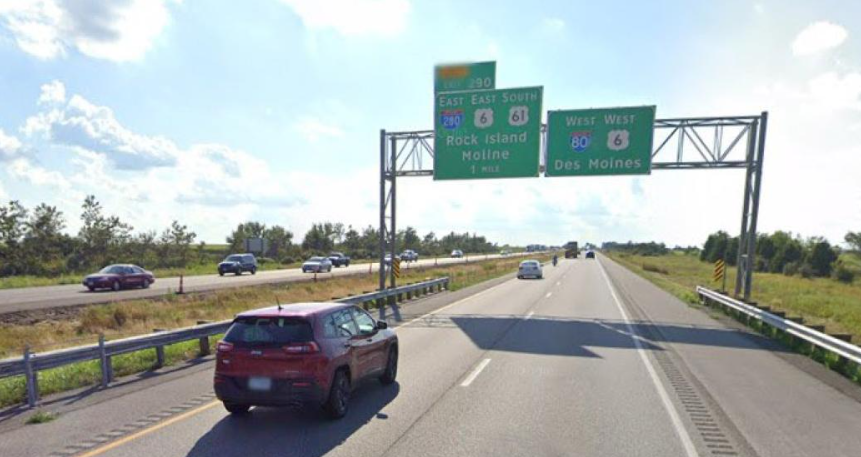 EXIT 290
EAST EAST SOUTH
280 6 61
Rock Island
Moline
1 MILE
WEST WEST
80 6
Des Moines